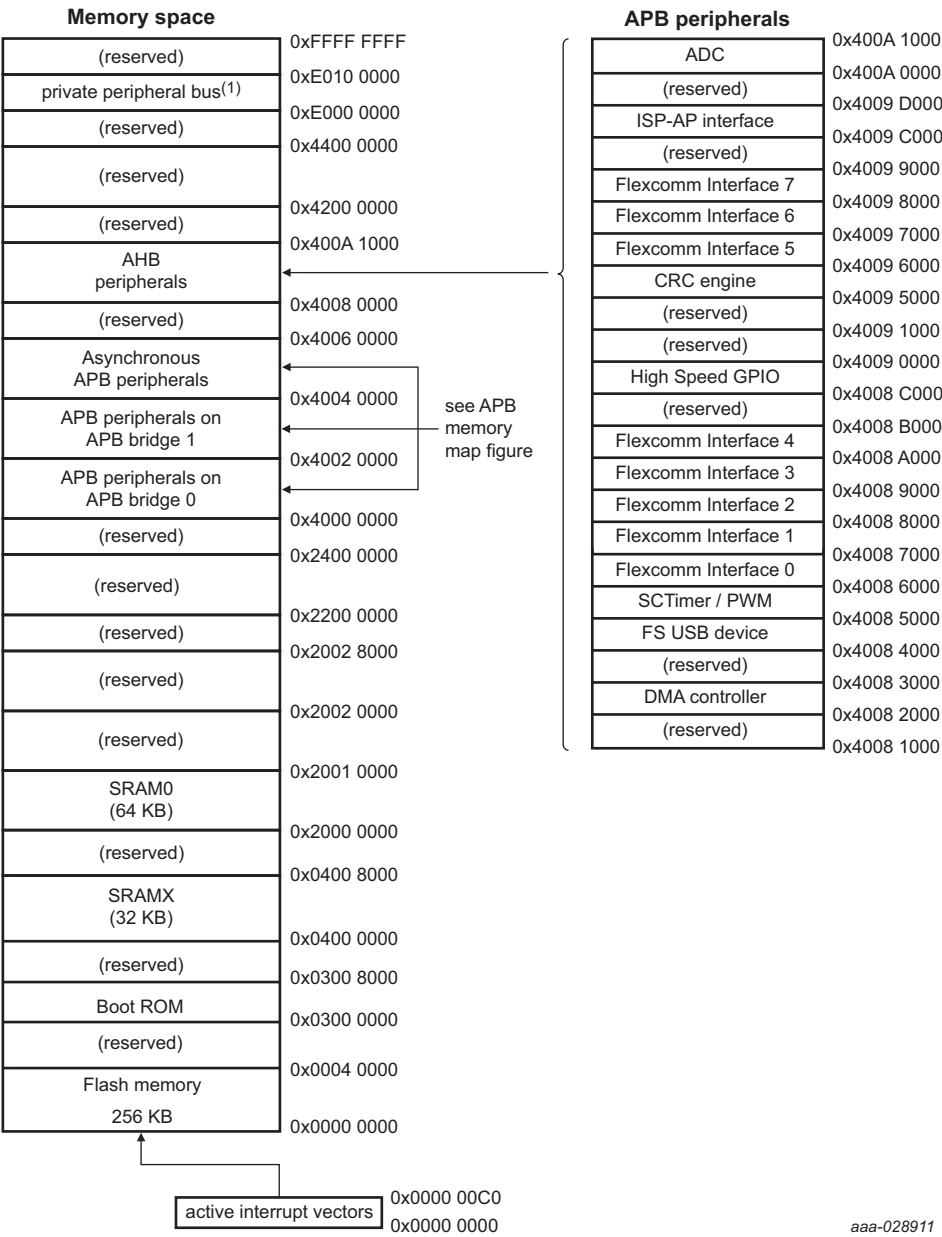 Memory space
(reserved)
0xFFFF FFFF
private peripheral bus(1)
0xE010 0000
(reserved)
0xE000 0000
(reserved)
0x4400 0000
(reserved)
0x4200 0000
AHB
peripherals
0x400A 1000
(reserved)
0x4008 0000
Asynchronous
APB peripherals
0x4006 0000
APB peripherals on
APB bridge 1
0x4004 0000
APB peripherals on
APB bridge 0
0x4002 0000
(reserved)
0x4000 0000
(reserved)
0x2400 0000
(reserved)
0x2200 0000
(reserved)
0x2002 8000
(reserved)
0x2002 0000
SRAM0
(64 KB)
0x2001 0000
(reserved)
0x2000 0000
SRAMX
(32 KB)
0x0400 8000
(reserved)
0x0400 0000
Boot ROM
0x0300 8000
(reserved)
0x0300 0000
Flash memory
256 KB
0x0004 0000
0x0000 0000
active interrupt vectors
0x0000 00C0
0x0000 0000
see APB
memory
map figure
APB peripherals
0x400A 1000
ADC
0x400A 0000
(reserved)
0x4009 D000
ISP-AP interface
0x4009 C000
(reserved)
0x4009 9000
Flexcomm Interface 7
0x4009 8000
Flexcomm Interface 6
0x4009 7000
Flexcomm Interface 5
0x4009 6000
CRC engine
0x4009 5000
(reserved)
0x4009 1000
(reserved)
0x4009 0000
High Speed GPIO
0x4008 C000
(reserved)
0x4008 B000
Flexcomm Interface 4
0x4008 A000
Flexcomm Interface 3
0x4008 9000
Flexcomm Interface 2
0x4008 8000
Flexcomm Interface 1
0x4008 7000
Flexcomm Interface 0
0x4008 6000
SCTimer / PWM
0x4008 5000
FS USB device
0x4008 4000
(reserved)
0x4008 3000
DMA controller
0x4008 2000
(reserved)
0x4008 1000
aaa-028911